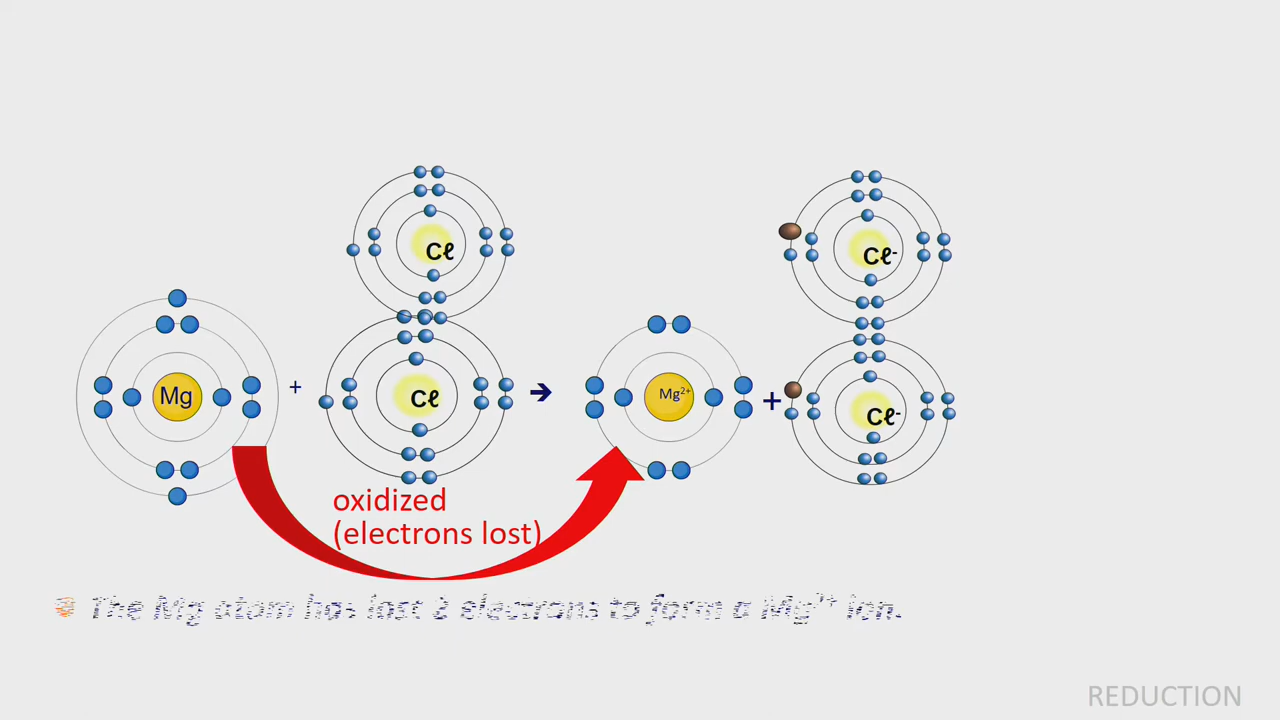 Cℓ
Cℓ⁻
Mg + Cℓ ➔ Mg²⁺ + Cℓ⁻
oxidized
(electrons lost)
The Mg atom has lost 2 electrons to form a Mg²⁺ ion.
REDUCTION